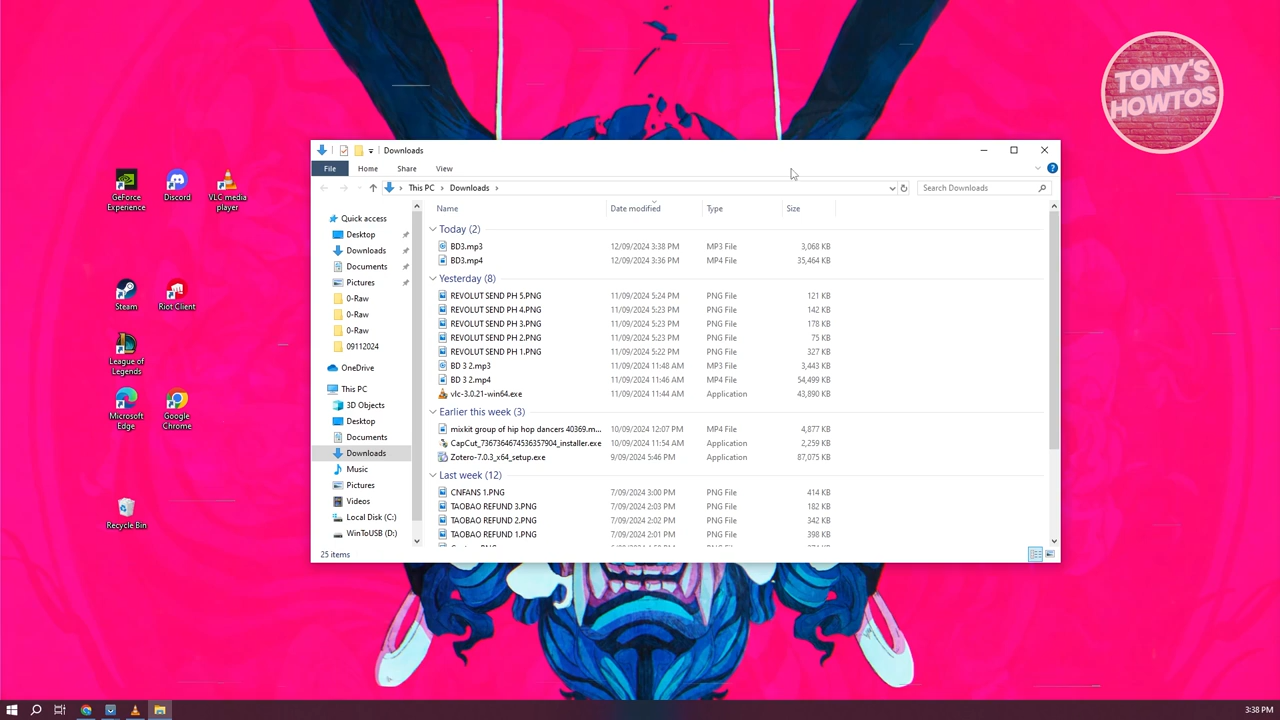 TONY'S
HOWTOS
Downloads
File Home Share View
This PC Downloads
Search Downloads
Name Date modified Type Size
Quick access
Desktop
Downloads
Documents
Pictures
0-Raw
0-Raw
0-Raw
09112024
OneDrive
This PC
3D Objects
Desktop
Documents
Downloads
Music
Pictures
Videos
Local Disk (C:)
WinToUSB (D:)
Today (2)
BD3.mp3 12/09/2024 3:38 PM MP3 File 3,068 KB
BD3.mp4 12/09/2024 3:36 PM MP4 File 35,464 KB
Yesterday (8)
REVOLUT SEND PH 5.PNG 11/09/2024 5:24 PM PNG File 121 KB
REVOLUT SEND PH 4.PNG 11/09/2024 5:23 PM PNG File 142 KB
REVOLUT SEND PH 3.PNG 11/09/2024 5:23 PM PNG File 178 KB
REVOLUT SEND PH 2.PNG 11/09/2024 5:23 PM PNG File 75 KB
REVOLUT SEND PH 1.PNG 11/09/2024 5:22 PM PNG File 327 KB
BD 3 2.mp3 11/09/2024 11:48 AM MP3 File 3,443 KB
BD 3 2.mp4 11/09/2024 11:46 AM MP4 File 54,499 KB
vlc-3.0.21-win64.exe 11/09/2024 11:44 AM Application 43,890 KB
Earlier this week (3)
mixkit group of hip hop dancers 40369.m... 10/09/2024 12:07 PM MP4 File 4,877 KB
CapCut_7367364674536357904_installer.exe 10/09/2024 11:54 AM Application 2,259 KB
Zotero-7.0.3_x64_setup.exe 9/09/2024 5:46 PM Application 87,075 KB
Last week (12)
CNFANS 1.PNG 7/09/2024 3:00 PM PNG File 414 KB
TAOBAO REFUND 3.PNG 7/09/2024 2:03 PM PNG File 182 KB
TAOBAO REFUND 2.PNG 7/09/2024 2:02 PM PNG File 342 KB
TAOBAO REFUND 1.PNG 7/09/2024 2:01 PM PNG File 398 KB
25 items
GeForce
Experience
Discord
VLC media
player
Steam
Riot Client
League of
Legends
Microsoft
Edge
Google
Chrome
Recycle Bin
3:38 PM